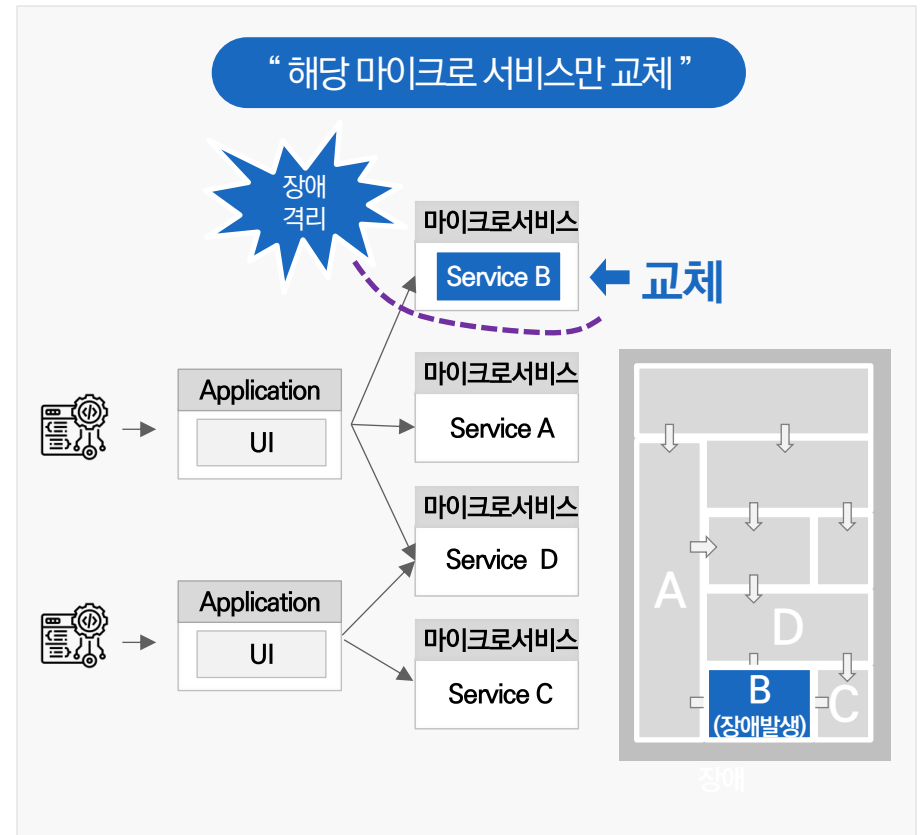 “ 해당 마이크로 서비스만 교체 ”
장애
격리
마이크로서비스
Service B
교체
마이크로서비스
Service A
Application
UI
마이크로서비스
Service D
Application
UI
마이크로서비스
Service C
A
D
B
(장애발생)
C
장애